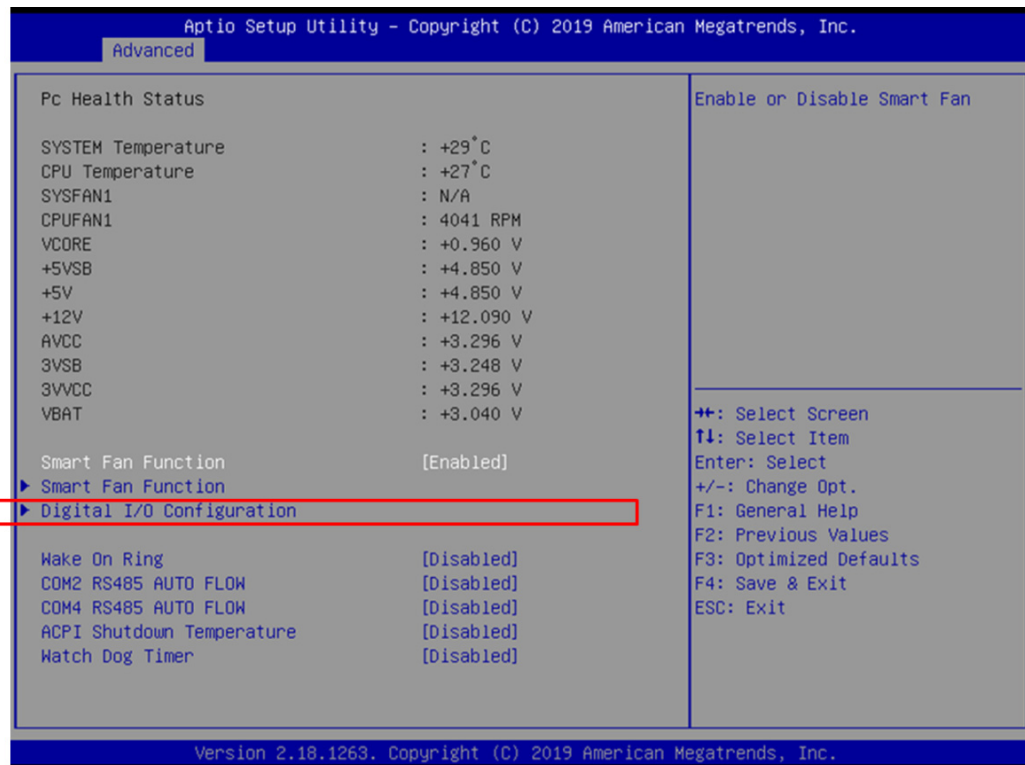 Aptio Setup Utility – Copyright (C) 2019 American Megatrends, Inc.
Advanced
Pc Health Status
Enable or Disable Smart Fan
SYSTEM Temperature : +29°C
CPU Temperature : +27°C
SYSFAN1 : N/A
CPUFAN1 : 4041 RPM
VCORE : +0.960 V
+5VSB : +4.850 V
+5V : +4.850 V
+12V : +12.090 V
AVCC : +3.296 V
3VSB : +3.248 V
3VVCC : +3.296 V
VBAT : +3.040 V
Smart Fan Function [Enabled]
Smart Fan Function
Digital I/O Configuration
Wake On Ring [Disabled]
COM2 RS485 AUTO FLOW [Disabled]
COM4 RS485 AUTO FLOW [Disabled]
ACPI Shutdown Temperature [Disabled]
Watch Dog Timer [Disabled]
→←: Select Screen
↑↓: Select Item
Enter: Select
+/-: Change Opt.
F1: General Help
F2: Previous Values
F3: Optimized Defaults
F4: Save & Exit
ESC: Exit
Version 2.18.1263. Copyright (C) 2019 American Megatrends, Inc.